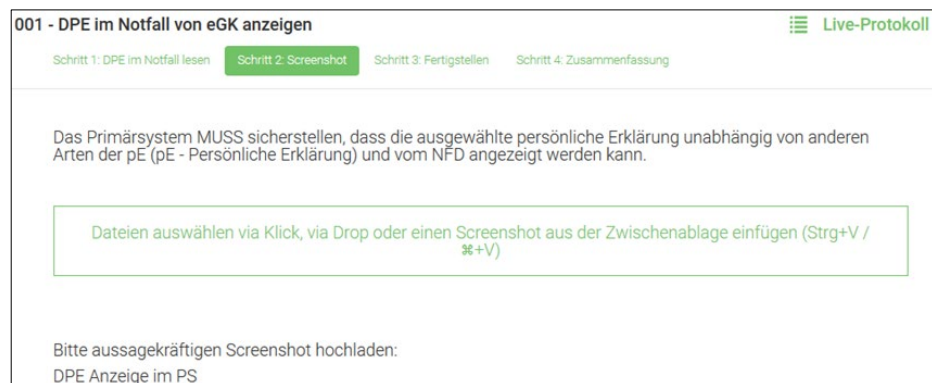 001 - DPE im Notfall von eGK anzeigen
Live-Protokoll
Schritt 1: DPE im Notfall lesen Schritt 2: Screenshot Schritt 3: Fertigstellen Schritt 4: Zusammenfassung
Das Primärsystem MUSS sicherstellen, dass die ausgewählte persönliche Erklärung unabhängig von anderen
Arten der pE (pE - Persönliche Erklärung) und vom NFD angezeigt werden kann.
Dateien auswählen via Klick, via Drop oder einen Screenshot aus der Zwischenablage einfügen (Strg+V /
⌘+V)
Bitte aussagekräftigen Screenshot hochladen:
DPE Anzeige im PS